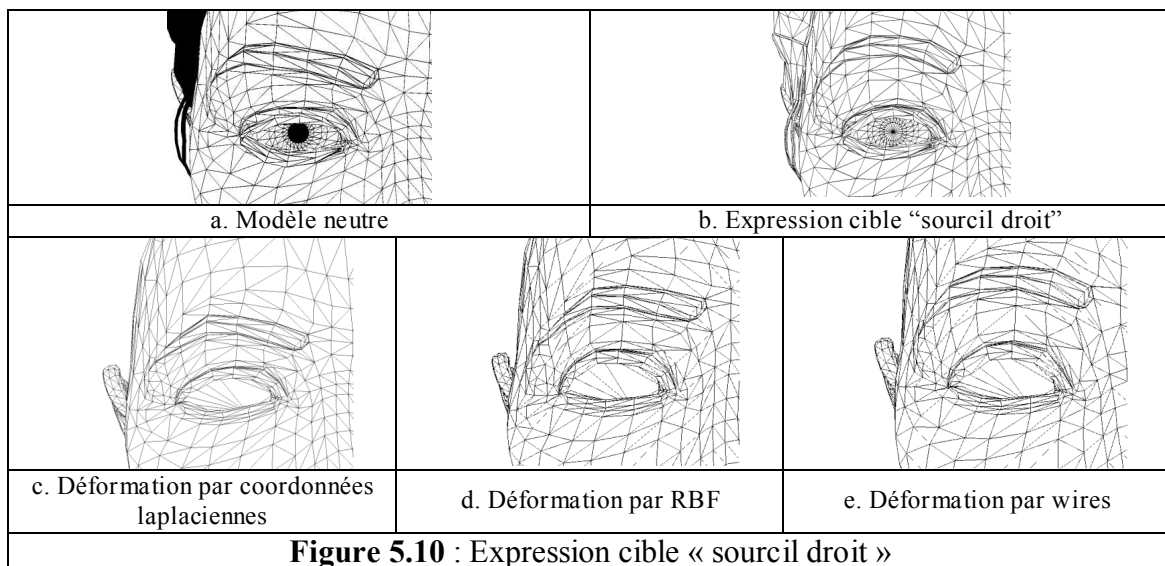 a. Modèle neutre
b. Expression cible “sourcil droit”
c. Déformation par coordonnées
laplaciennes
d. Déformation par RBF
e. Déformation par wires
Figure 5.10 : Expression cible « sourcil droit »